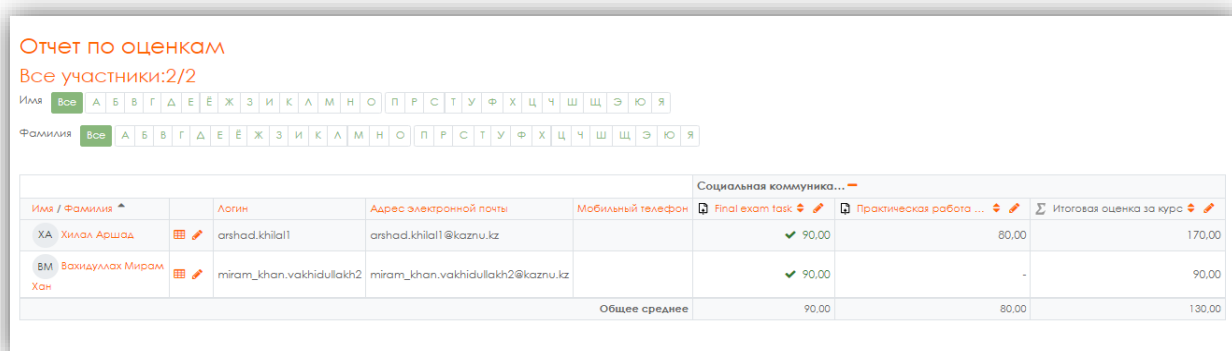 Отчет по оценкам
Все участники:2/2
Имя Все А Б В Г Д Е Ё Ж З И К Л М Н О П Р С Т У Ф Х Ц Ч Ш Щ Э Ю Я
Фамилия Все А Б В Г Д Е Ё Ж З И К Л М Н О П Р С Т У Ф Х Ц Ч Ш Щ Э Ю Я
Социальная коммуника...
Имя / Фамилия Логин Адрес электронной почты Мобильный телефон Final exam task Практическая работа ... Σ Итоговая оценка за курс
ХА Хилал Аршад arshad.khilal1 arshad.khilal1@kaznu.kz 90,00 80,00 170,00
ВМ Вахидуллах Мирам miram_khan.vakhidullakh2 miram_khan.vakhidullakh2@kaznu.kz 90,00 - 90,00
Хан
Общее среднее 90,00 80,00 130,00